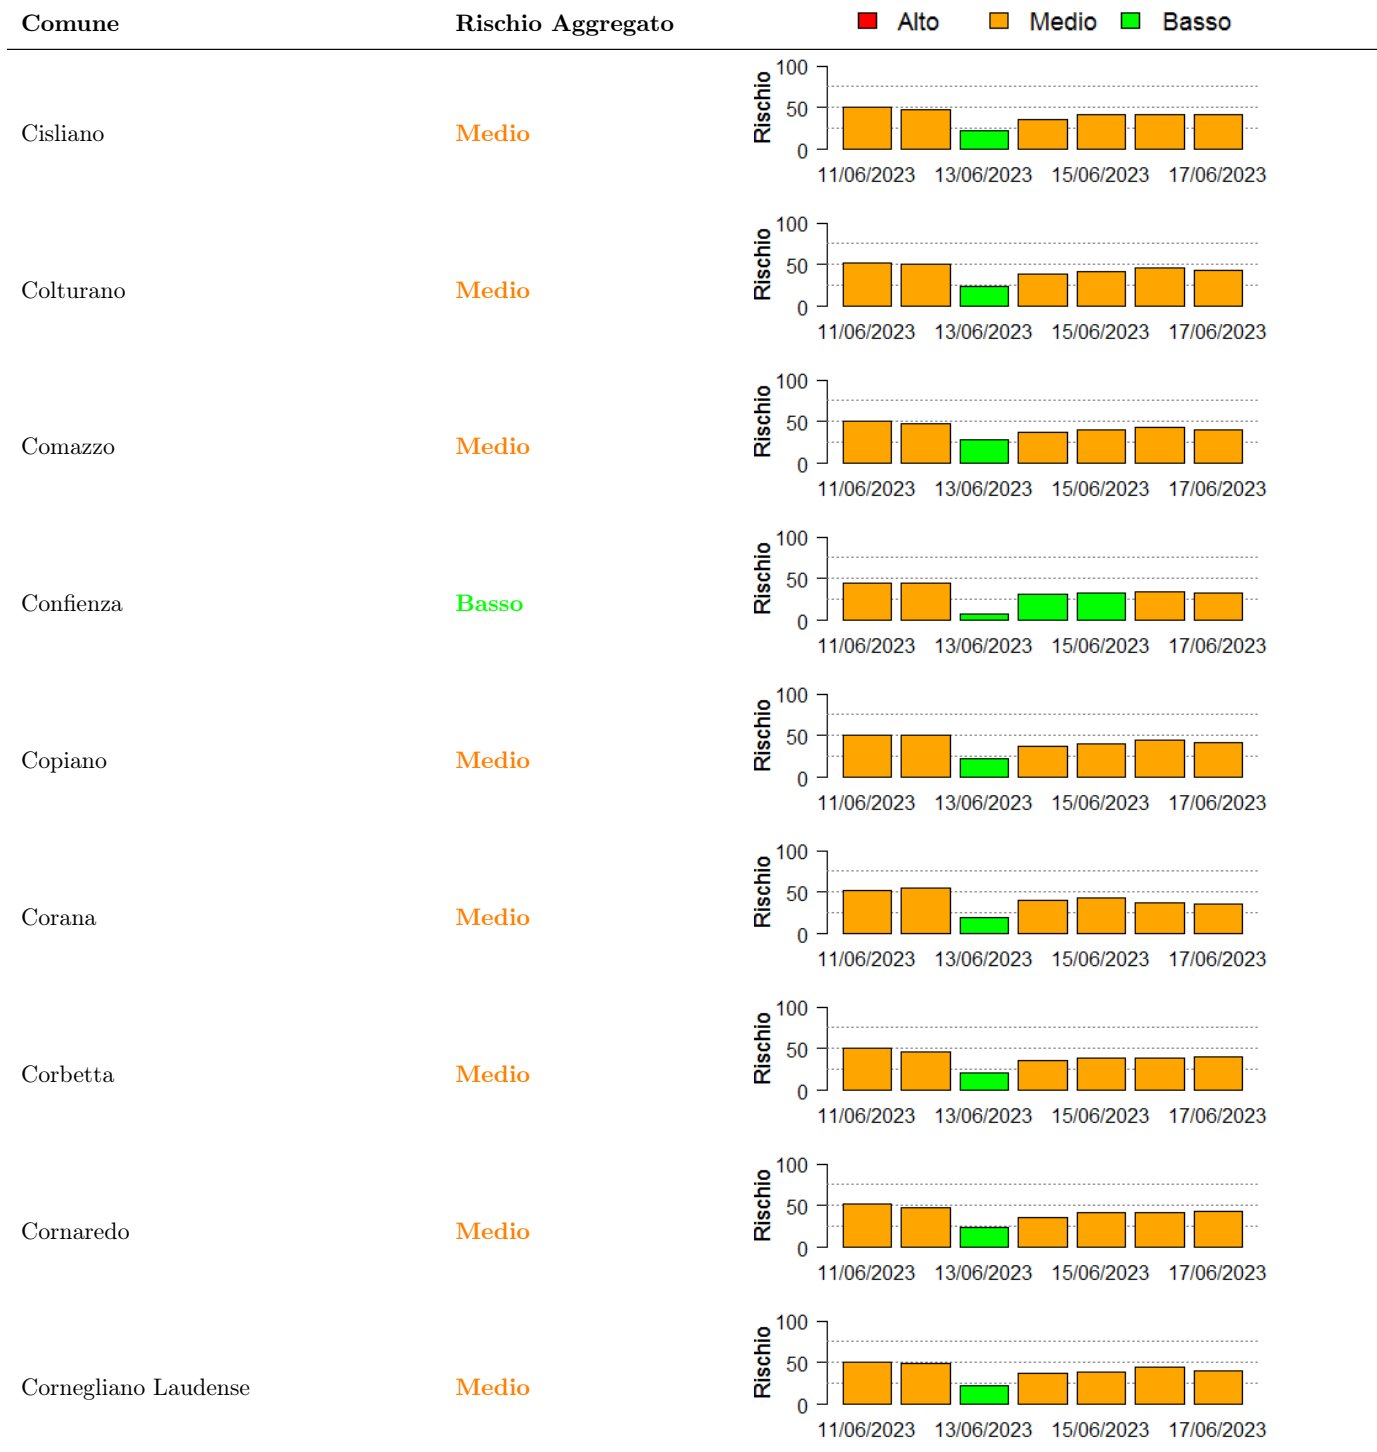 Comune Rischio Aggregato Alto Medio Basso
Cisliano Medio Rischio 100 50 0
11/06/2023 13/06/2023 15/06/2023 17/06/2023
Colturano Medio Rischio 100 50 0
11/06/2023 13/06/2023 15/06/2023 17/06/2023
Comazzo Medio Rischio 100 50 0
11/06/2023 13/06/2023 15/06/2023 17/06/2023
Confienza Basso Rischio 100 50 0
11/06/2023 13/06/2023 15/06/2023 17/06/2023
Copiano Medio Rischio 100 50 0
11/06/2023 13/06/2023 15/06/2023 17/06/2023
Corana Medio Rischio 100 50 0
11/06/2023 13/06/2023 15/06/2023 17/06/2023
Corbetta Medio Rischio 100 50 0
11/06/2023 13/06/2023 15/06/2023 17/06/2023
Cornaredo Medio Rischio 100 50 0
11/06/2023 13/06/2023 15/06/2023 17/06/2023
Cornegliano Laudense Medio Rischio 100 50 0
11/06/2023 13/06/2023 15/06/2023 17/06/2023